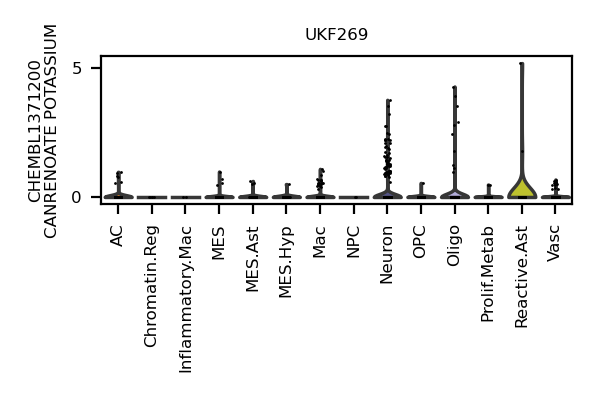 UKF269
CHEMBL1371200
CANRENOATE POTASSIUM
5
0
AC
Chromatin.Reg
Inflammatory.Mac
MES
MES.Ast
MES.Hyp
Mac
NPC
Neuron
OPC
Oligo
Prolif.Metab
Reactive.Ast
Vasc